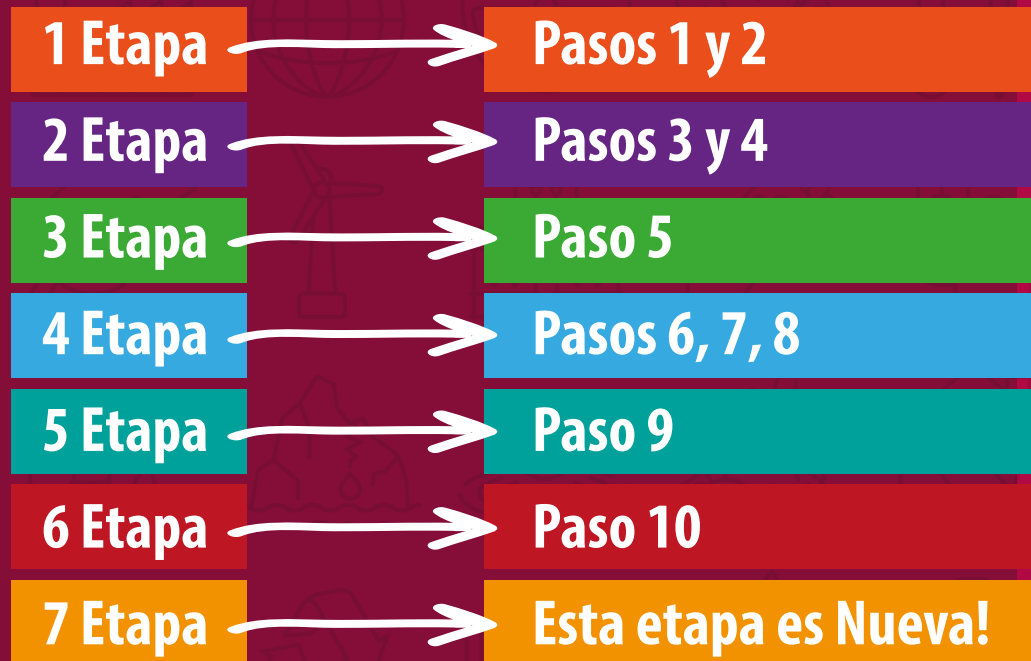 1 Etapa Pasos 1 y 2
2 Etapa Pasos 3 y 4
3 Etapa Paso 5
4 Etapa Pasos 6, 7, 8
5 Etapa Paso 9
6 Etapa Paso 10
7 Etapa Esta etapa es Nueva!